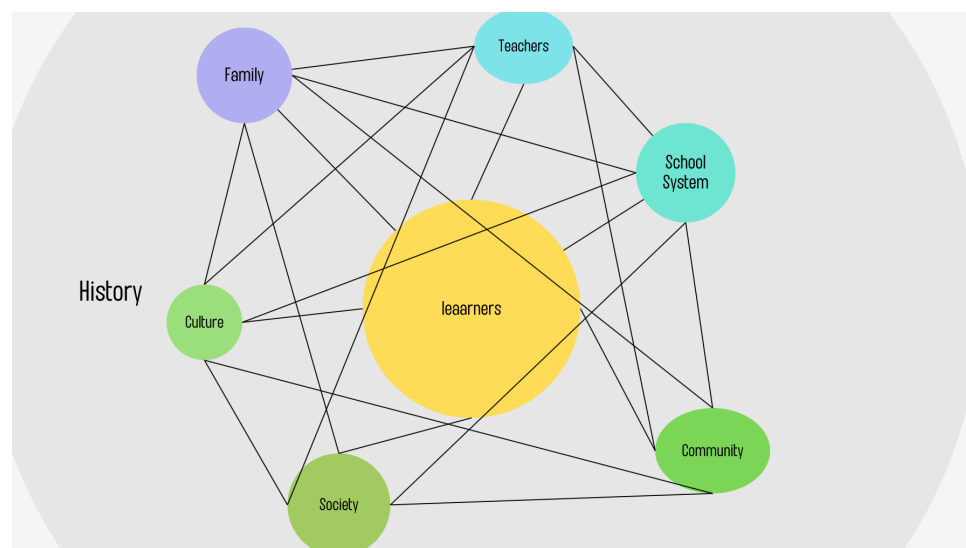 Teachers
Family
School
System
History
Culture
leaarners
Community
Society